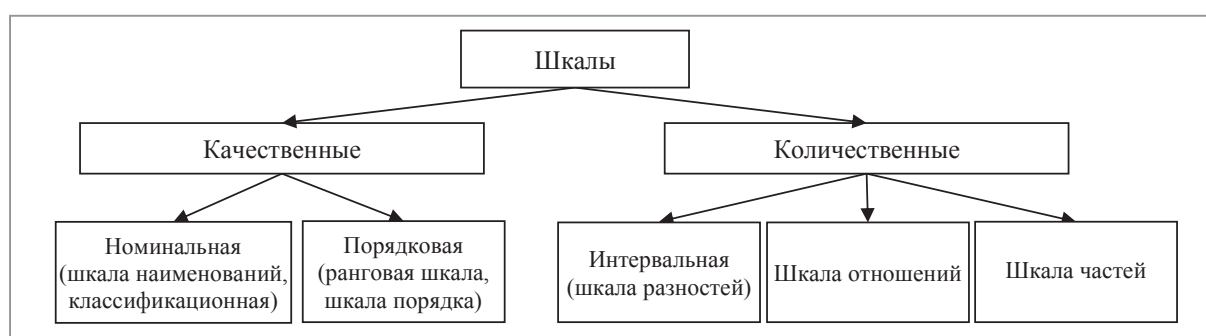 Шкалы
Качественные
Количественные
Номинальная
(шкала наименований,
классификационная)
Порядковая
(ранговая шкала,
шкала порядка)
Интервальная
(шкала разностей)
Шкала отношений
Шкала частей